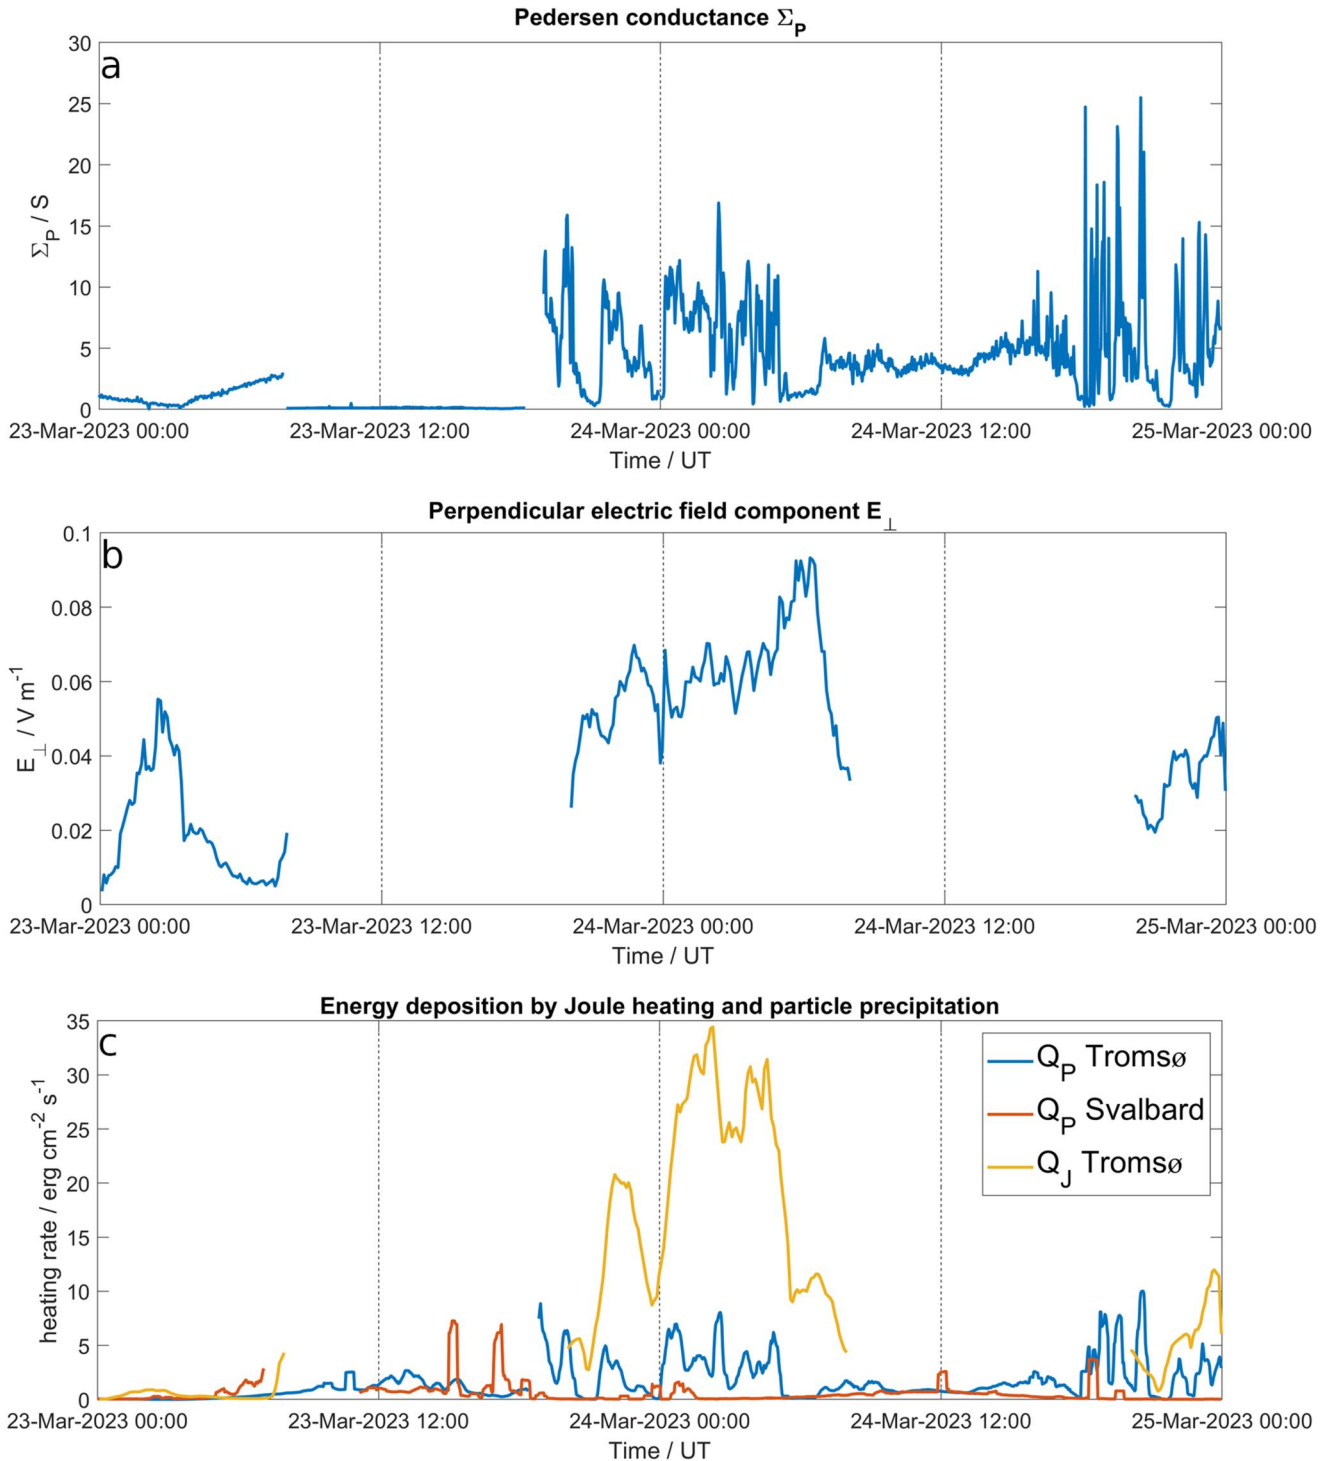 Pedersen conductance Σ_P
a
30
25
20
15
10
5
0
Σ_P / S
23-Mar-2023 00:00 23-Mar-2023 12:00 24-Mar-2023 00:00 24-Mar-2023 12:00 25-Mar-2023 00:00
Time / UT
Perpendicular electric field component E_⊥
b
0.1
0.08
0.06
0.04
0.02
0
E_⊥ / V m^-1
23-Mar-2023 00:00 23-Mar-2023 12:00 24-Mar-2023 00:00 24-Mar-2023 12:00 25-Mar-2023 00:00
Time / UT
Energy deposition by Joule heating and particle precipitation
c
35
30
25
20
15
10
5
0
heating rate / erg cm^-2 s^-1
Q_P Tromsø
Q_P Svalbard
Q_J Tromsø
23-Mar-2023 00:00 23-Mar-2023 12:00 24-Mar-2023 00:00 24-Mar-2023 12:00 25-Mar-2023 00:00
Time / UT